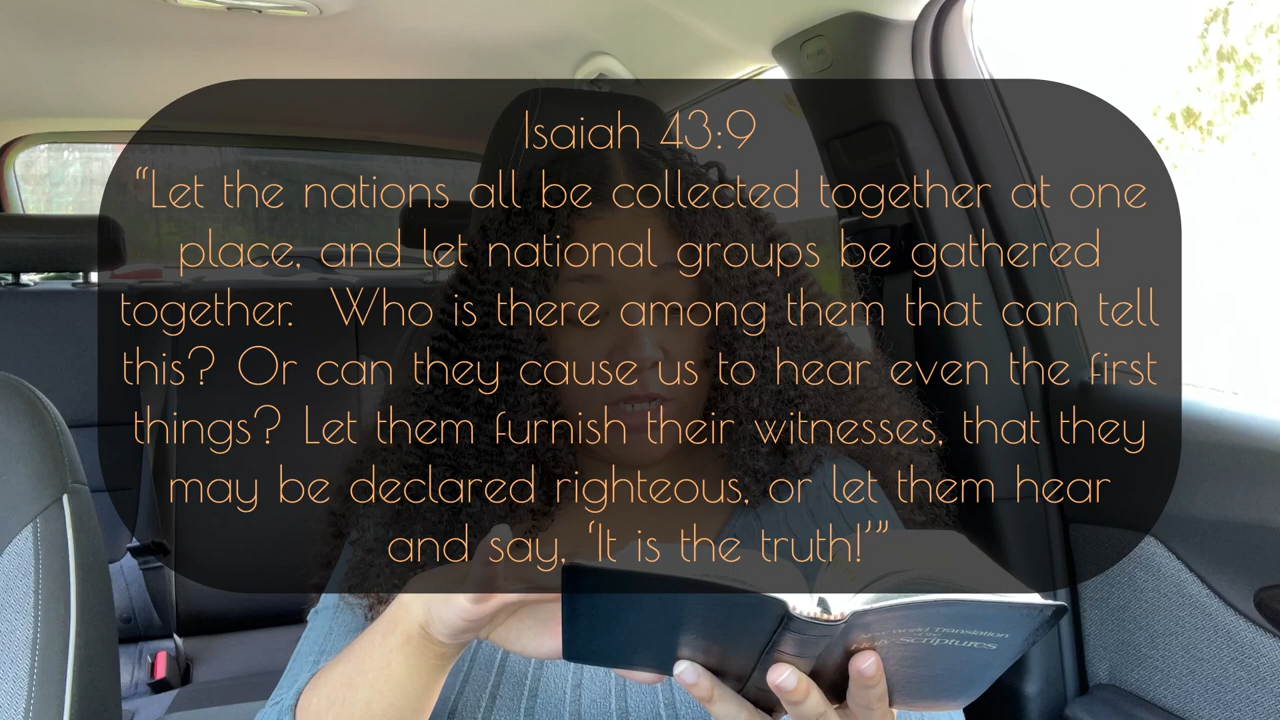 Isaiah 43:9
“Let the nations all be collected together at one
place, and let national groups be gathered
together.  Who is there among them that can tell
this? Or can they cause us to hear even the first
things? Let them furnish their witnesses, that they
may be declared righteous, or let them hear
and say, ‘It is the truth!’”
New World Translation
of the
Holy Scriptures